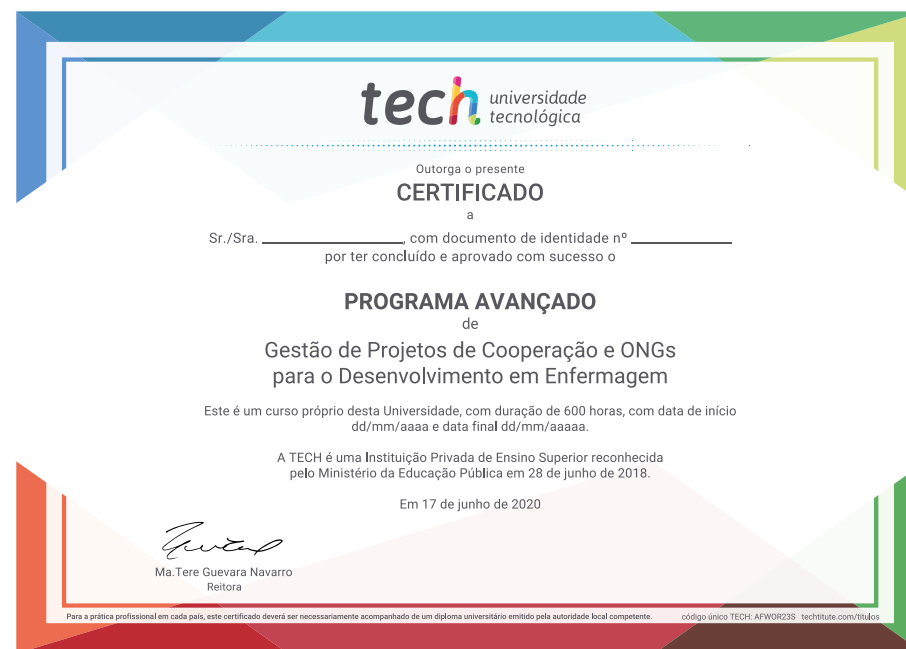 tech universidade
tecnológica
Outorga o presente
CERTIFICADO
a
Sr./Sra. ____________, com documento de identidade nº ____________
por ter concluído e aprovado com sucesso o
PROGRAMA AVANÇADO
de
Gestão de Projetos de Cooperação e ONGs
para o Desenvolvimento em Enfermagem
Este é um curso próprio desta Universidade, com duração de 600 horas, com data de início
dd/mm/aaaa e data final dd/mm/aaaaa.
A TECH é uma Instituição Privada de Ensino Superior reconhecida
pelo Ministério da Educação Pública em 28 de junho de 2018.
Em 17 de junho de 2020
Ma.Tere Guevara Navarro
Reitora
Para a prática profissional em cada país, este certificado deverá ser necessariamente acompanhado de um diploma universitário emitido pela autoridade local competente. código único TECH: AFWOR23S techtitute.com/titulos